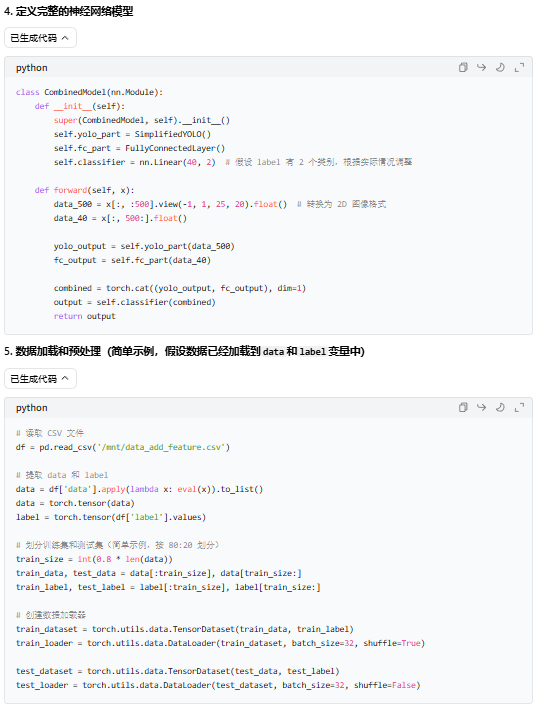 4. 定义完整的神经网络模型
已生成代码
python
class CombinedModel(nn.Module):
    def __init__(self):
        super(CombinedModel, self).__init__()
        self.yolo_part = SimplifiedYOLO()
        self.fc_part = FullyConnectedLayer()
        self.classifier = nn.Linear(40, 2)  # 假设 label 有 2 个类别，根据实际情况调整
    def forward(self, x):
        data_500 = x[:, :500].view(-1, 1, 25, 20).float()  # 转换为 2D 图像格式
        data_40 = x[:, 500:].float()
        yolo_output = self.yolo_part(data_500)
        fc_output = self.fc_part(data_40)
        combined = torch.cat((yolo_output, fc_output), dim=1)
        output = self.classifier(combined)
        return output
5. 数据加载和预处理（简单示例，假设数据已经加载到 data 和 label 变量中）
已生成代码
python
# 读取 CSV 文件
df = pd.read_csv('/mnt/data_add_feature.csv')
# 提取 data 和 label
data = df['data'].apply(lambda x: eval(x)).to_list()
data = torch.tensor(data)
label = torch.tensor(df['label'].values)
# 划分训练集和测试集（简单示例，按 80:20 划分）
train_size = int(0.8 * len(data))
train_data, test_data = data[:train_size], data[train_size:]
train_label, test_label = label[:train_size], label[train_size:]
# 创建数据加载器
train_dataset = torch.utils.data.TensorDataset(train_data, train_label)
train_loader = torch.utils.data.DataLoader(train_dataset, batch_size=32, shuffle=True)
test_dataset = torch.utils.data.TensorDataset(test_data, test_label)
test_loader = torch.utils.data.DataLoader(test_dataset, batch_size=32, shuffle=False)